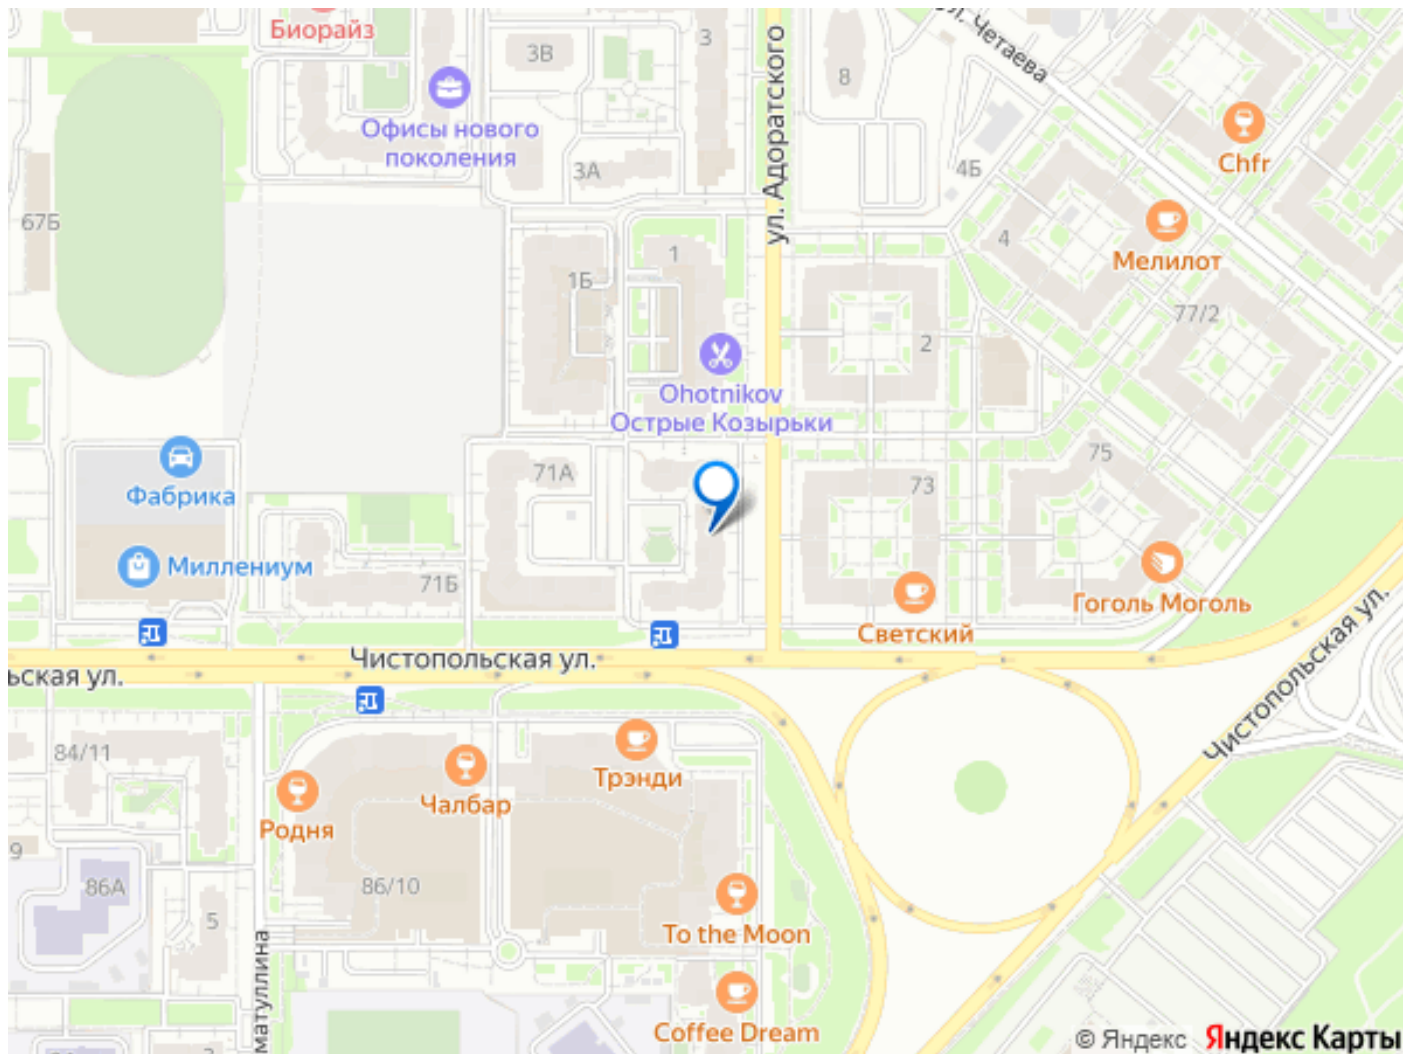 Биорайз
3В
3
8
ул. Четаева
Офисы нового
поколения
ул. Адоратского
3А
4Б
Chfr
67Б
1
4
Мелилот
1Б
77/2
2
Ohotnikov
Острые Козырьки
Фабрика
71А
73
75
Миллениум
71Б
Светский
Гоголь Моголь
Чистопольская ул.
ьская ул.
Чистопольская ул.
84/11
Трэнди
Чалбар
Родня
9
86А
86/10
5
To the Moon
матуллина
Coffee Dream
© Яндекс Яндекс Карты